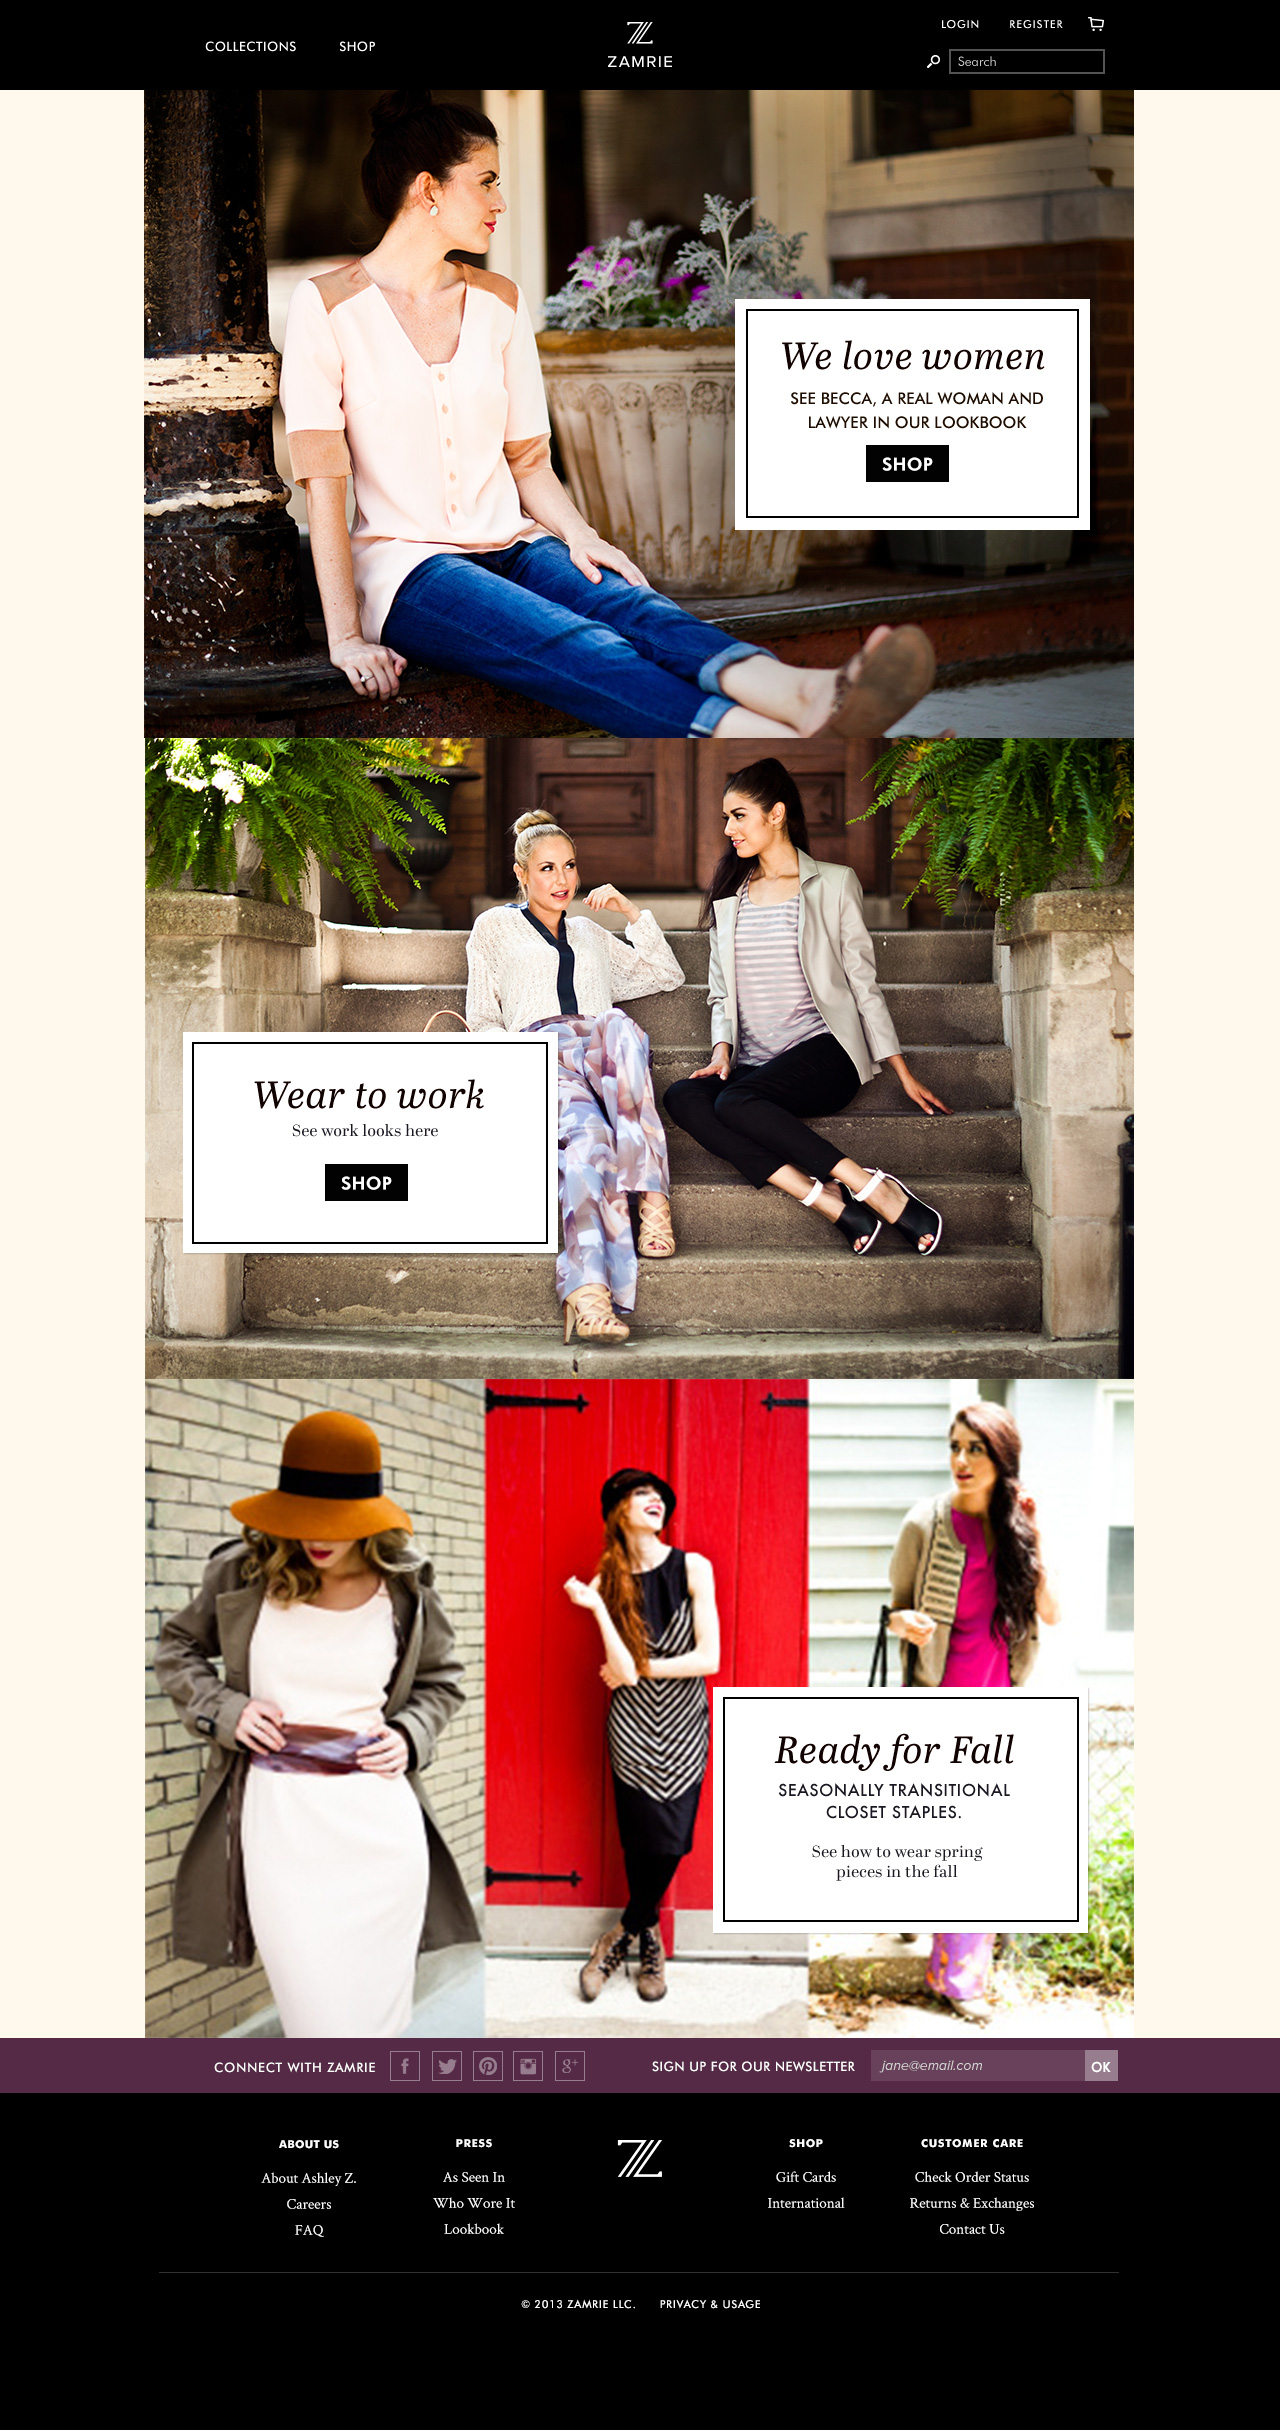 COLLECTIONS
SHOP
ZAMRIE
LOGIN
REGISTER
Search
We love women
SEE BECCA, A REAL WOMAN AND
LAWYER IN OUR LOOKBOOK
SHOP
Wear to work
See work looks here
SHOP
Ready for Fall
SEASONALLY TRANSITIONAL
CLOSET STAPLES.
See how to wear spring
pieces in the fall
CONNECT WITH ZAMRIE
f
g+
SIGN UP FOR OUR NEWSLETTER
jane@email.com
OK
ABOUT US
About Ashley Z.
Careers
FAQ
PRESS
As Seen In
Who Wore It
Lookbook
SHOP
Gift Cards
International
CUSTOMER CARE
Check Order Status
Returns & Exchanges
Contact Us
© 2013 ZAMRIE LLC.
PRIVACY & USAGE